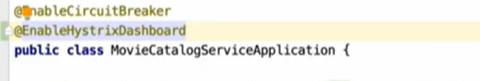 @EnableCircuitBreaker
@EnableHystrixDashboard
public class MovieCatalogServiceApplication {